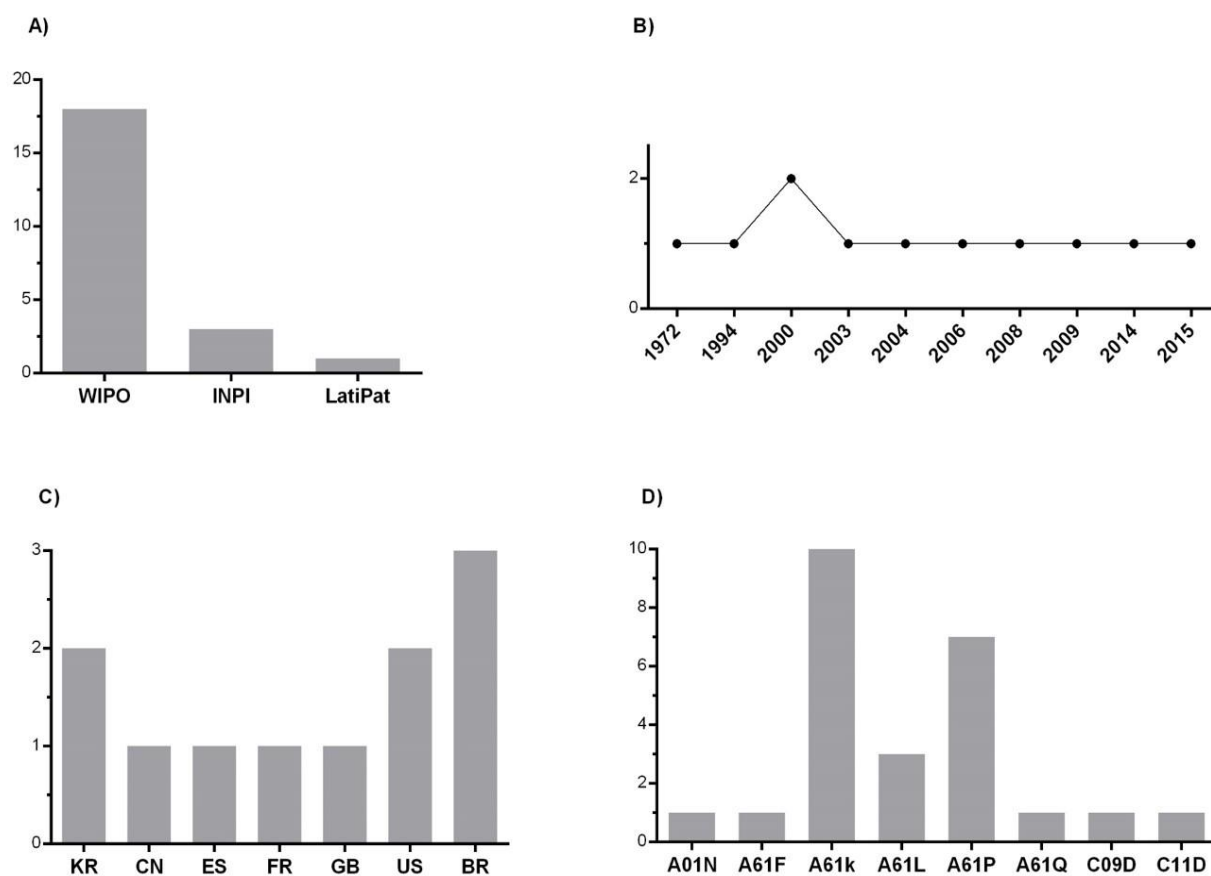 A)
20
15
10
5
0
WIPO INPI LatiPat
B)
2
0
1972 1994 2000 2003 2004 2006 2008 2009 2014 2015
C)
3
2
1
0
KR CN ES FR GB US BR
D)
10
8
6
4
2
0
A01N A61F A61k A61L A61P A61Q C09D C11D